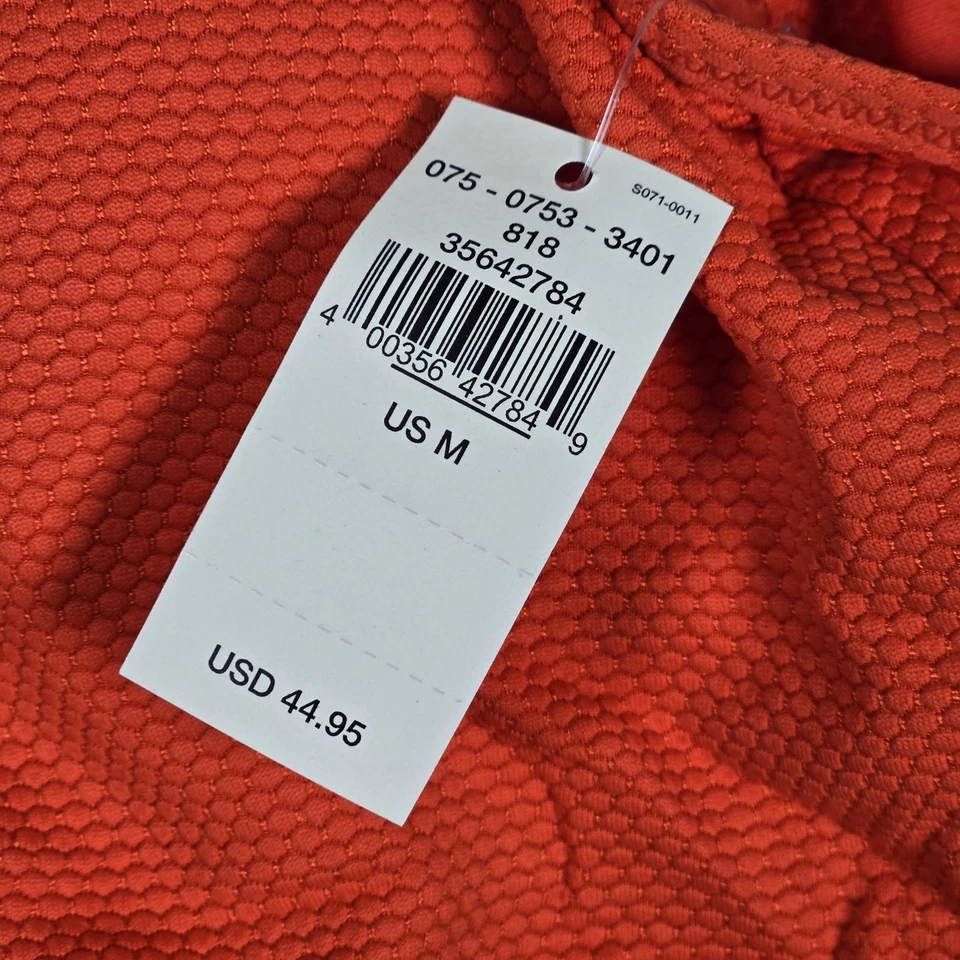 S071-0011
075 - 0753 - 3401
818
35642784
4 00356 42784 9
US M
USD 44.95